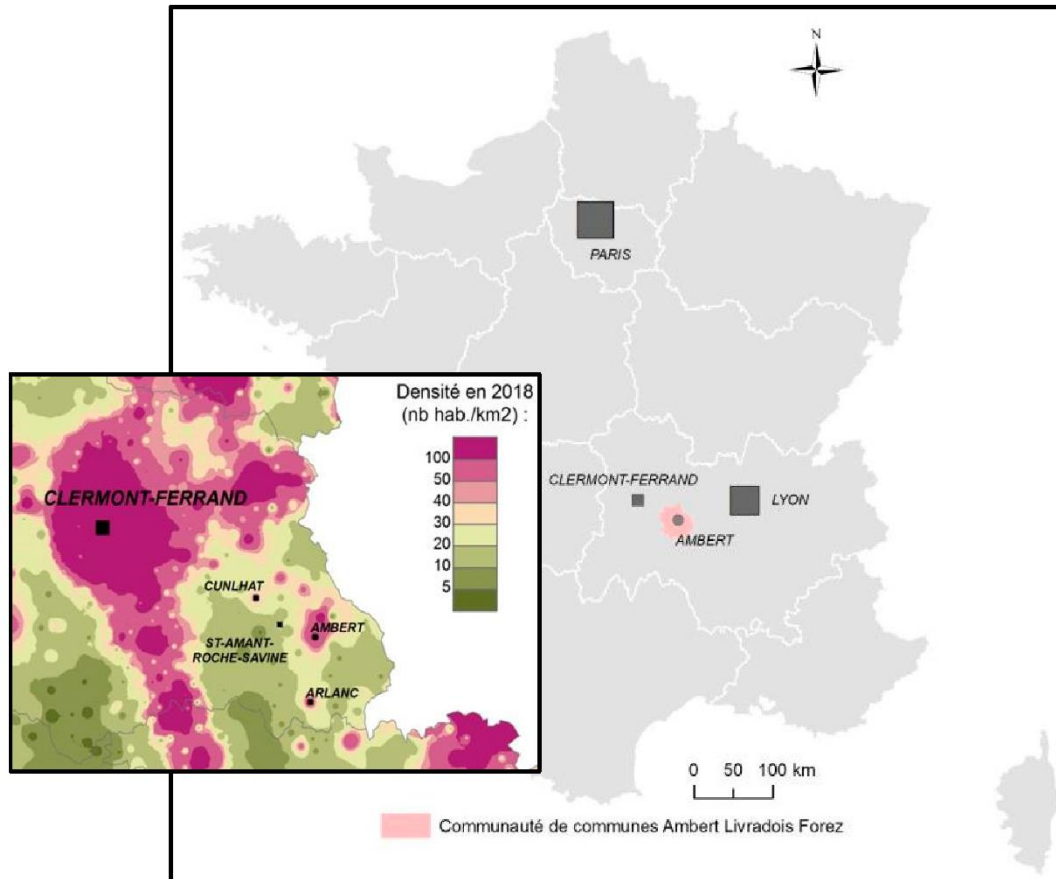 N
PARIS
CLERMONT-FERRAND
LYON
AMBERT
Densité en 2018
(nb hab./km2) :
100
50
40
30
20
10
5
CLERMONT-FERRAND
CUNLHAT
AMBERT
ST-AMANT-
ROCHE-SAVINE
ARLANC
0 50 100 km
Communauté de communes Ambert Livradois Forez